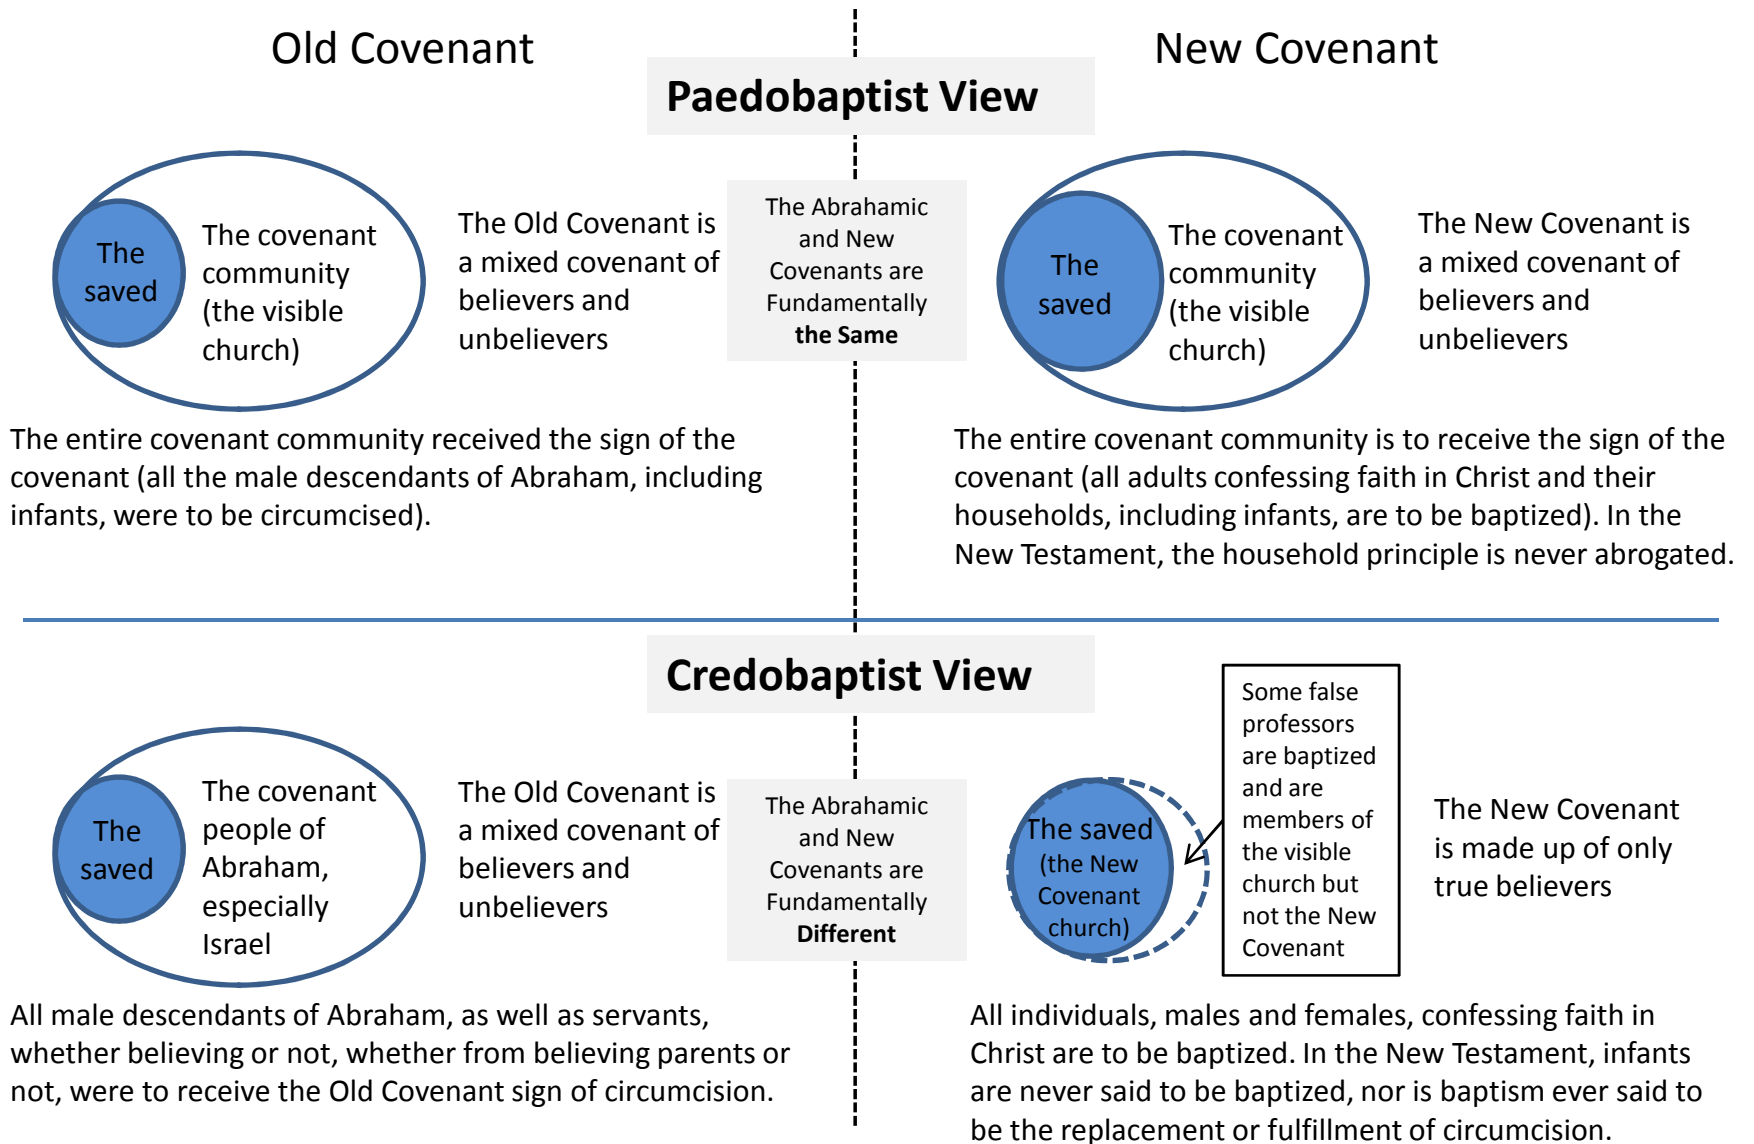 Old Covenant
New Covenant
Paedobaptist View
The
saved
The covenant
community
(the visible
church)
The Old Covenant is
a mixed covenant of
believers and
unbelievers
The Abrahamic
and New
Covenants are
Fundamentally
the Same
The
saved
The covenant
community
(the visible
church)
The New Covenant is
a mixed covenant of
believers and
unbelievers
The entire covenant community received the sign of the
covenant (all the male descendants of Abraham, including
infants, were to be circumcised).
The entire covenant community is to receive the sign of the
covenant (all adults confessing faith in Christ and their
households, including infants, are to be baptized). In the
New Testament, the household principle is never abrogated.
Credobaptist View
The
saved
The covenant
people of
Abraham,
especially
Israel
The Old Covenant is
a mixed covenant of
believers and
unbelievers
The Abrahamic
and New
Covenants are
Fundamentally
Different
The saved
(the New
Covenant
church)
Some false
professors
are baptized
and are
members of
the visible
church but
not the New
Covenant
The New Covenant
is made up of only
true believers
All male descendants of Abraham, as well as servants,
whether believing or not, whether from believing parents or
not, were to receive the Old Covenant sign of circumcision.
All individuals, males and females, confessing faith in
Christ are to be baptized. In the New Testament, infants
are never said to be baptized, nor is baptism ever said to
be the replacement or fulfillment of circumcision.